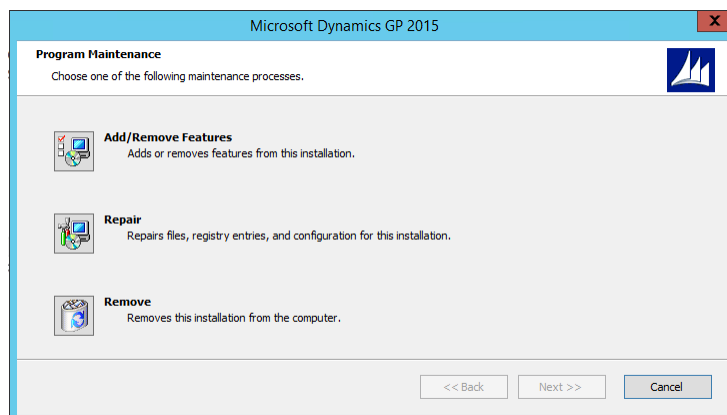 Microsoft Dynamics GP 2015
X
Program Maintenance
Choose one of the following maintenance processes.
Add/Remove Features
Adds or removes features from this installation.
Repair
Repairs files, registry entries, and configuration for this installation.
Remove
Removes this installation from the computer.
<< Back
Next >>
Cancel